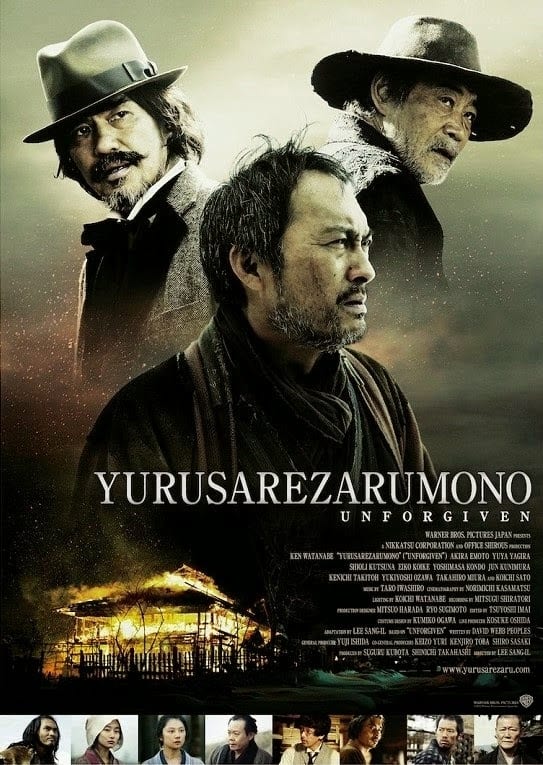 YURUSAREZARUMONO
UNFORGIVEN
WARNER BROS. PICTURES JAPAN PRESENTS
A NIKKATSU CORPORATION AND OFFICE SHIROUS PRODUCTION
KEN WATANABE "YURUSAREZARUMONO" ("UNFORGIVEN") AKIRA EMOTO YUYA YAGIRA
SHOLI KUTSUNA EIKO KOIKE YOSHIMASA KONDO JUN KUNIMURA
KENICHI TAKITOH YUKIYOSHI OZAWA TAKAHIRO MIURA AND KOICHI SATO
MUSIC BY TARO IWASHIRO CINEMATOGRAPHY BY NORIMICHI KASAMATSU
LIGHTING BY KOICHI WATANABE RECORDING BY MITSUGU SHIRATORI
PRODUCTION DESIGNER MITSUO HARADA RYO SUGIMOTO EDITED BY TSUYOSHI IMAI
COSTUME DESIGN BY KUMIKO OGAWA LINE PRODUCER KOSUKE OSHIDA
ADAPTATION BY LEE SANG-IL BASED ON "UNFORGIVEN" WRITTEN BY DAVID WEBB PEOPLES
GENERAL PRODUCER YUJI ISHIDA CO-GENERAL PRODUCERS KEIZO YURI KENJIRO TOBA SHIRO SASAKI
PRODUCED BY SUGURU KUBOTA SHINICHI TAKAHASHI DIRECTED BY LEE SANG-IL
www.yurusarezaru.com
WARNER BROS. PICTURES